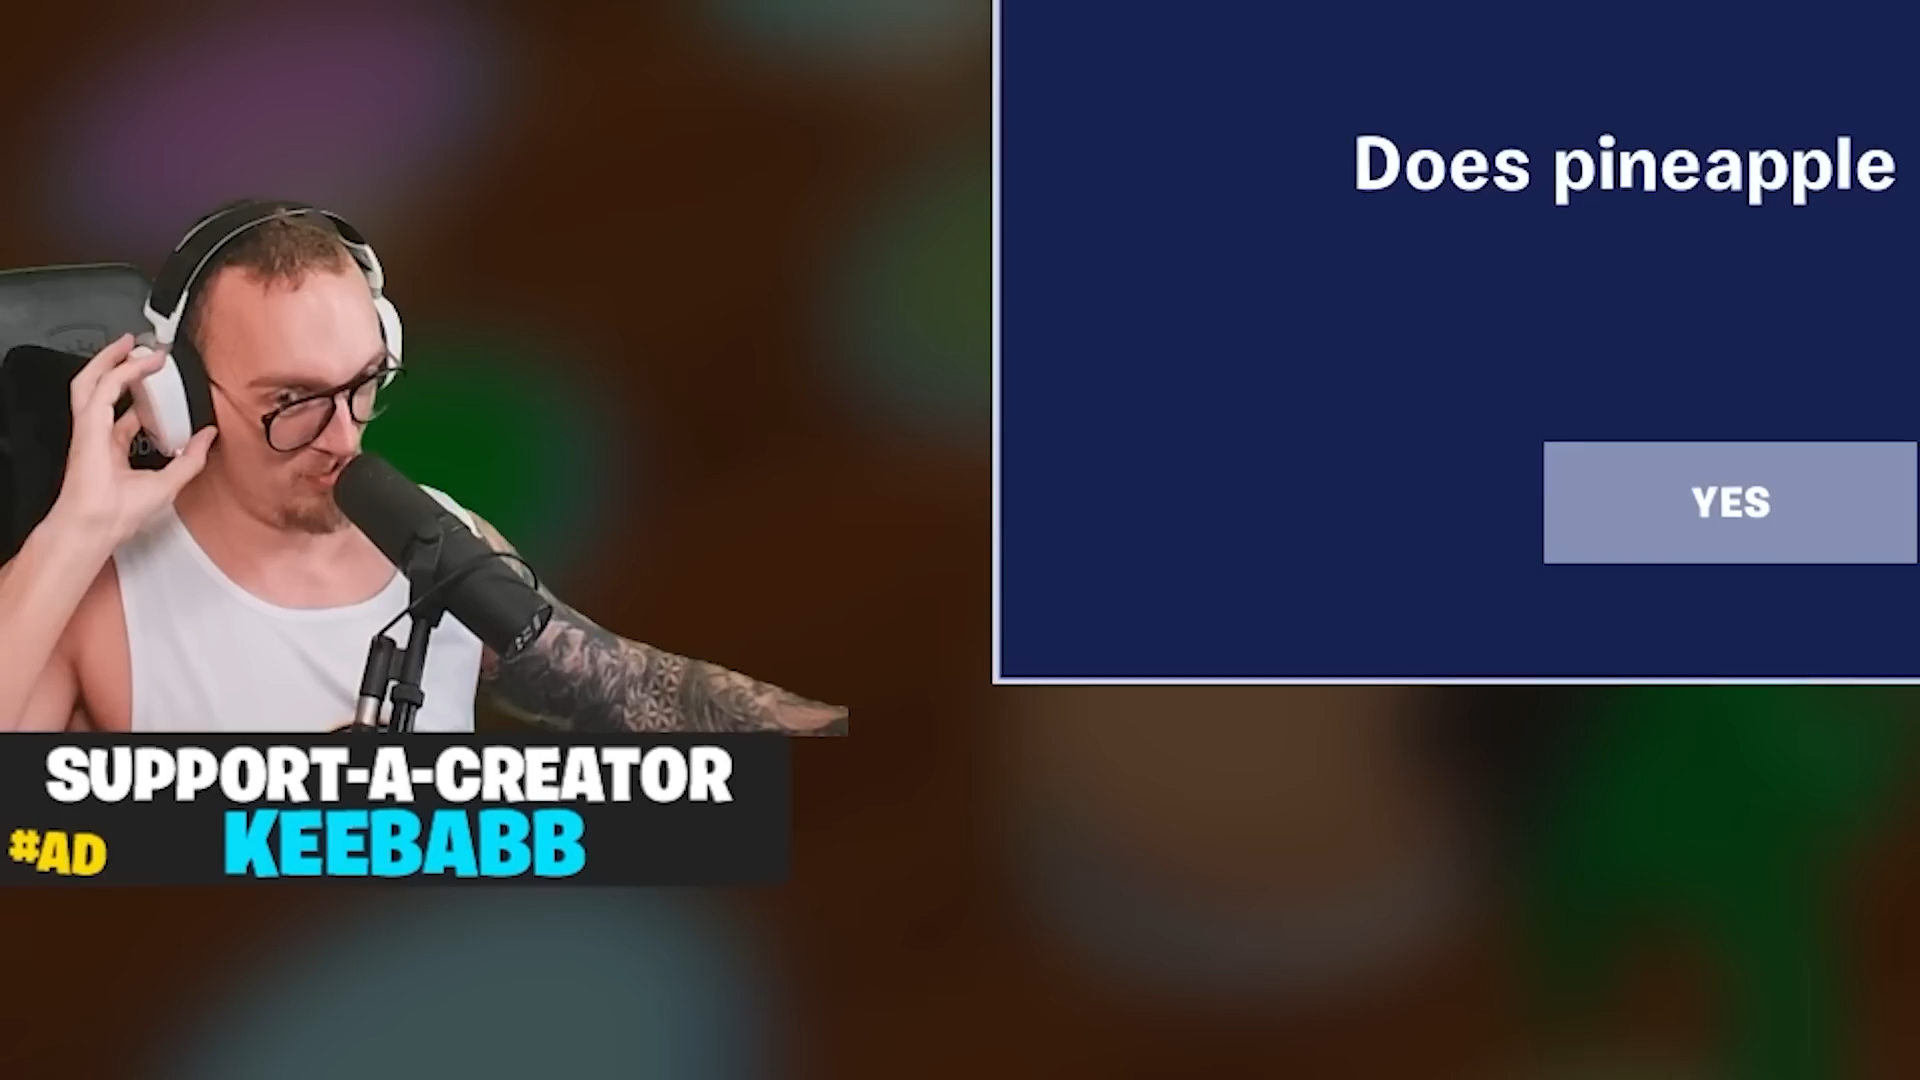 Does pineapple
YES
SUPPORT-A-CREATOR
KEEBABB
#AD